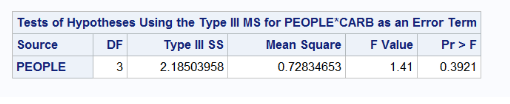 Tests of Hypotheses Using the Type III MS for PEOPLE*CARB as an Error Term
Source DF Type III SS Mean Square F Value Pr > F
PEOPLE 3 2.18503958 0.72834653 1.41 0.3921